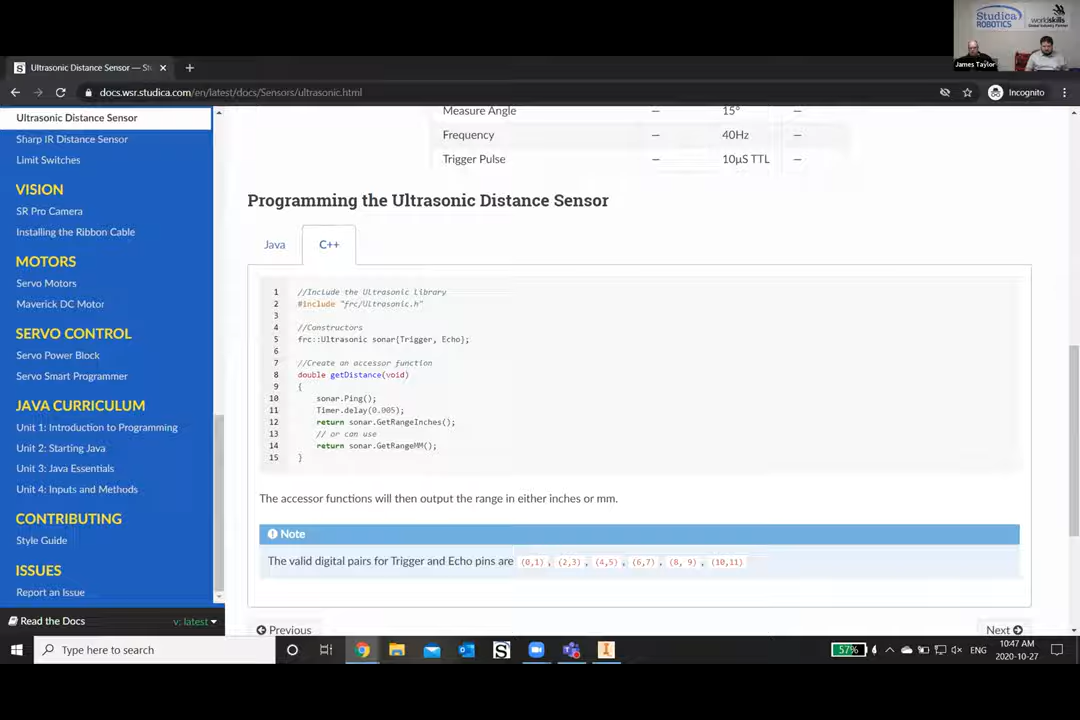 Studica
ROBOTICS
worldskills
Global Industry Partner
James Taylor
Ultrasonic Distance Sensor — St
docs.wsr.studica.com/en/latest/docs/Sensors/ultrasonic.html
Incognito
Ultrasonic Distance Sensor
Sharp IR Distance Sensor
Limit Switches
VISION
SR Pro Camera
Installing the Ribbon Cable
MOTORS
Servo Motors
Maverick DC Motor
SERVO CONTROL
Servo Power Block
Servo Smart Programmer
JAVA CURRICULUM
Unit 1: Introduction to Programming
Unit 2: Starting Java
Unit 3: Java Essentials
Unit 4: Inputs and Methods
CONTRIBUTING
Style Guide
ISSUES
Report an Issue
Read the Docs v: latest
Measure Angle — 15° —
Frequency — 40Hz —
Trigger Pulse — 10µS TTL —
Programming the Ultrasonic Distance Sensor
Java C++
1 //Include the Ultrasonic library
2 #include "frc/Ultrasonic.h"
3
4 //Constructors
5 frc::Ultrasonic sonar{Trigger, Echo};
6
7 //Create an accessor function
8 double getDistance(void)
9 {
10 sonar.Ping();
11 Timer.delay(0.005);
12 return sonar.GetRangeInches();
13 // or can use
14 return sonar.GetRangeMM();
15 }
The accessor functions will then output the range in either inches or mm.
Note
The valid digital pairs for Trigger and Echo pins are (0,1) , (2,3) , (4,5) , (6,7) , (8, 9) , (10,11)
Previous Next
Type here to search
57%
ENG
10:47 AM
2020-10-27